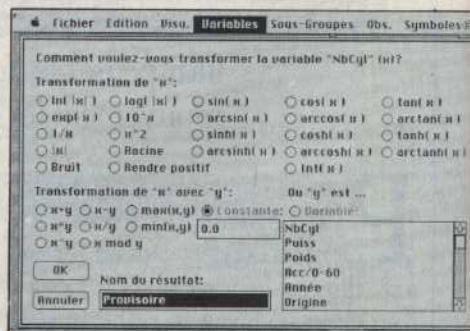 Fichier Edition Visu. Variables Sous-Groupes Obs. Symboles
Comment voulez-vous transformer la variable "NbCyl" (x)?
Transformation de "x":
ln( |x| ) log( |x| ) sin( x ) cos( x ) tan( x )
exp( x ) 10^x arcsin( x ) arccos( x ) arctan( x )
1/x x^2 sinh( x ) cosh( x ) tanh( x )
|x| Racine arcsinh( x ) arccosh( x ) arctanh( x )
Bruit Rendre positif Int( x )
Transformation de "x" avec "y": Ou "y" est ...
x+y x-y max(x,y) Constante: Variable:
x*y x/y min(x,y) 0.0 NbCyl
x^y x mod y Puiss
Poids
OK Acc/0-60
Nom du résultat: Année
Annuler Provisoire Origine